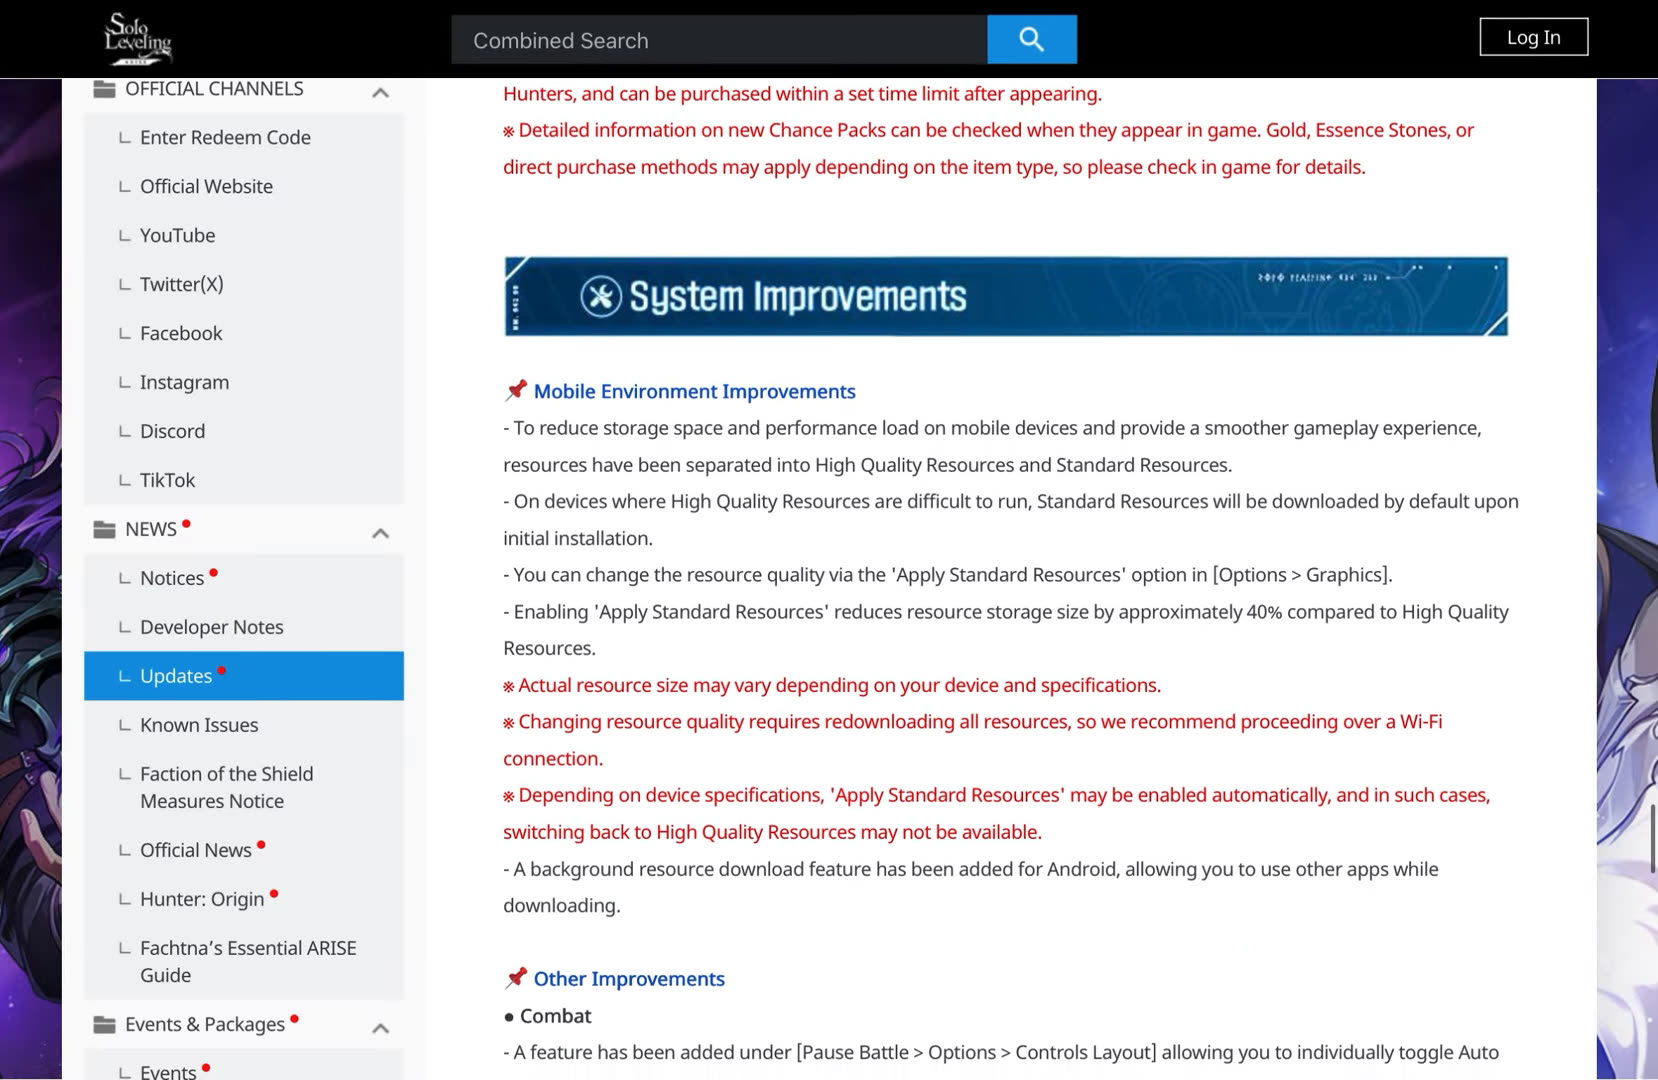 Solo
Leveling
ARISE
Combined Search
Log In
OFFICIAL CHANNELS
Enter Redeem Code
Official Website
YouTube
Twitter(X)
Facebook
Instagram
Discord
TikTok
NEWS
Notices
Developer Notes
Updates
Known Issues
Faction of the Shield
Measures Notice
Official News
Hunter: Origin
Fachtna’s Essential ARISE
Guide
Events & Packages
Events
Hunters, and can be purchased within a set time limit after appearing.
※ Detailed information on new Chance Packs can be checked when they appear in game. Gold, Essence Stones, or
direct purchase methods may apply depending on the item type, so please check in game for details.
System Improvements
📌 Mobile Environment Improvements
- To reduce storage space and performance load on mobile devices and provide a smoother gameplay experience,
resources have been separated into High Quality Resources and Standard Resources.
- On devices where High Quality Resources are difficult to run, Standard Resources will be downloaded by default upon
initial installation.
- You can change the resource quality via the 'Apply Standard Resources' option in [Options > Graphics].
- Enabling 'Apply Standard Resources' reduces resource storage size by approximately 40% compared to High Quality
Resources.
※ Actual resource size may vary depending on your device and specifications.
※ Changing resource quality requires redownloading all resources, so we recommend proceeding over a Wi-Fi
connection.
※ Depending on device specifications, 'Apply Standard Resources' may be enabled automatically, and in such cases,
switching back to High Quality Resources may not be available.
- A background resource download feature has been added for Android, allowing you to use other apps while
downloading.
📌 Other Improvements
● Combat
- A feature has been added under [Pause Battle > Options > Controls Layout] allowing you to individually toggle Auto